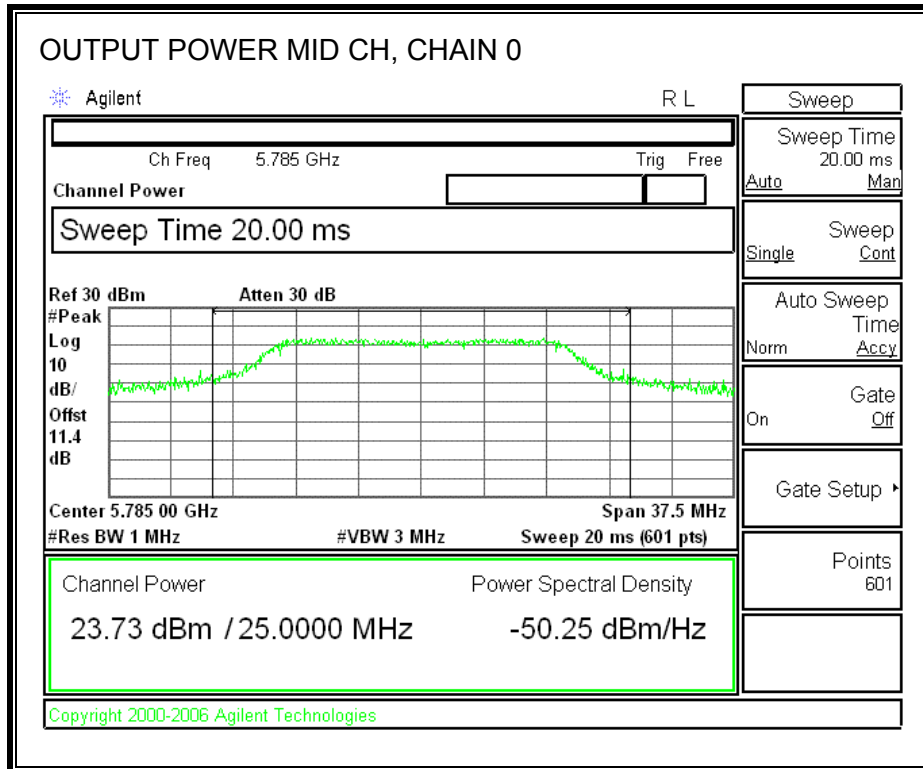 OUTPUT POWER MID CH, CHAIN 0
Agilent R L
Ch Freq 5.785 GHz Trig Free
Channel Power
Sweep Time 20.00 ms
Ref 30 dBm Atten 30 dB
#Peak
Log
10
dB/
Offst
11.4
dB
Center 5.785 00 GHz Span 37.5 MHz
#Res BW 1 MHz #VBW 3 MHz Sweep 20 ms (601 pts)
Channel Power Power Spectral Density
23.73 dBm / 25.0000 MHz -50.25 dBm/Hz
Copyright 2000-2006 Agilent Technologies
Sweep
Sweep Time
20.00 ms
Auto Man
Sweep
Single Cont
Auto Sweep
Time
Norm Accy
Gate
On Off
Gate Setup
Points
601